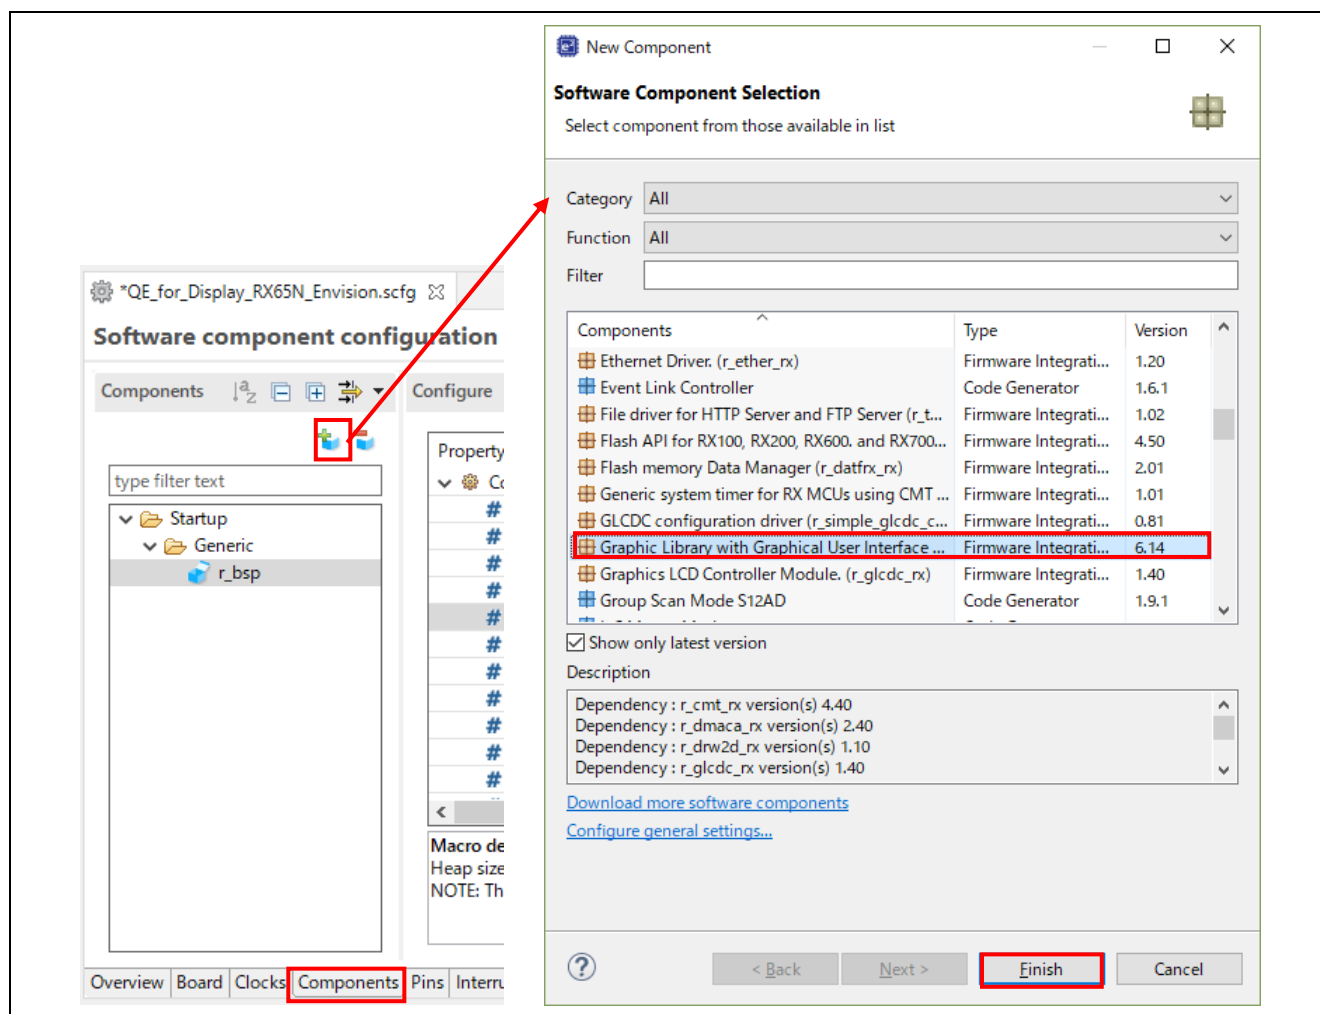 New Component
Software Component Selection
Select component from those available in list
Category All
Function All
Filter
Components Type Version
Ethernet Driver. (r_ether_rx) Firmware Integrati... 1.20
Event Link Controller Code Generator 1.6.1
File driver for HTTP Server and FTP Server (r_t... Firmware Integrati... 1.02
Flash API for RX100, RX200, RX600. and RX700... Firmware Integrati... 4.50
Flash memory Data Manager (r_datfrx_rx) Firmware Integrati... 2.01
Generic system timer for RX MCUs using CMT ... Firmware Integrati... 1.01
GLCDC configuration driver (r_simple_glcdc_c... Firmware Integrati... 0.81
Graphic Library with Graphical User Interface ... Firmware Integrati... 6.14
Graphics LCD Controller Module. (r_glcdc_rx) Firmware Integrati... 1.40
Group Scan Mode S12AD Code Generator 1.9.1
Show only latest version
Description
Dependency : r_cmt_rx version(s) 4.40
Dependency : r_dmaca_rx version(s) 2.40
Dependency : r_drw2d_rx version(s) 1.10
Dependency : r_glcdc_rx version(s) 1.40
Download more software components
Configure general settings...
< Back Next > Finish Cancel
*QE_for_Display_RX65N_Envision.scfg
Software component configuration
Components Configure
type filter text
Startup
Generic
r_bsp
Property
Co
#
#
#
#
#
#
#
#
#
#
#
Macro de
Heap size
NOTE: Th
Overview Board Clocks Components Pins Interru